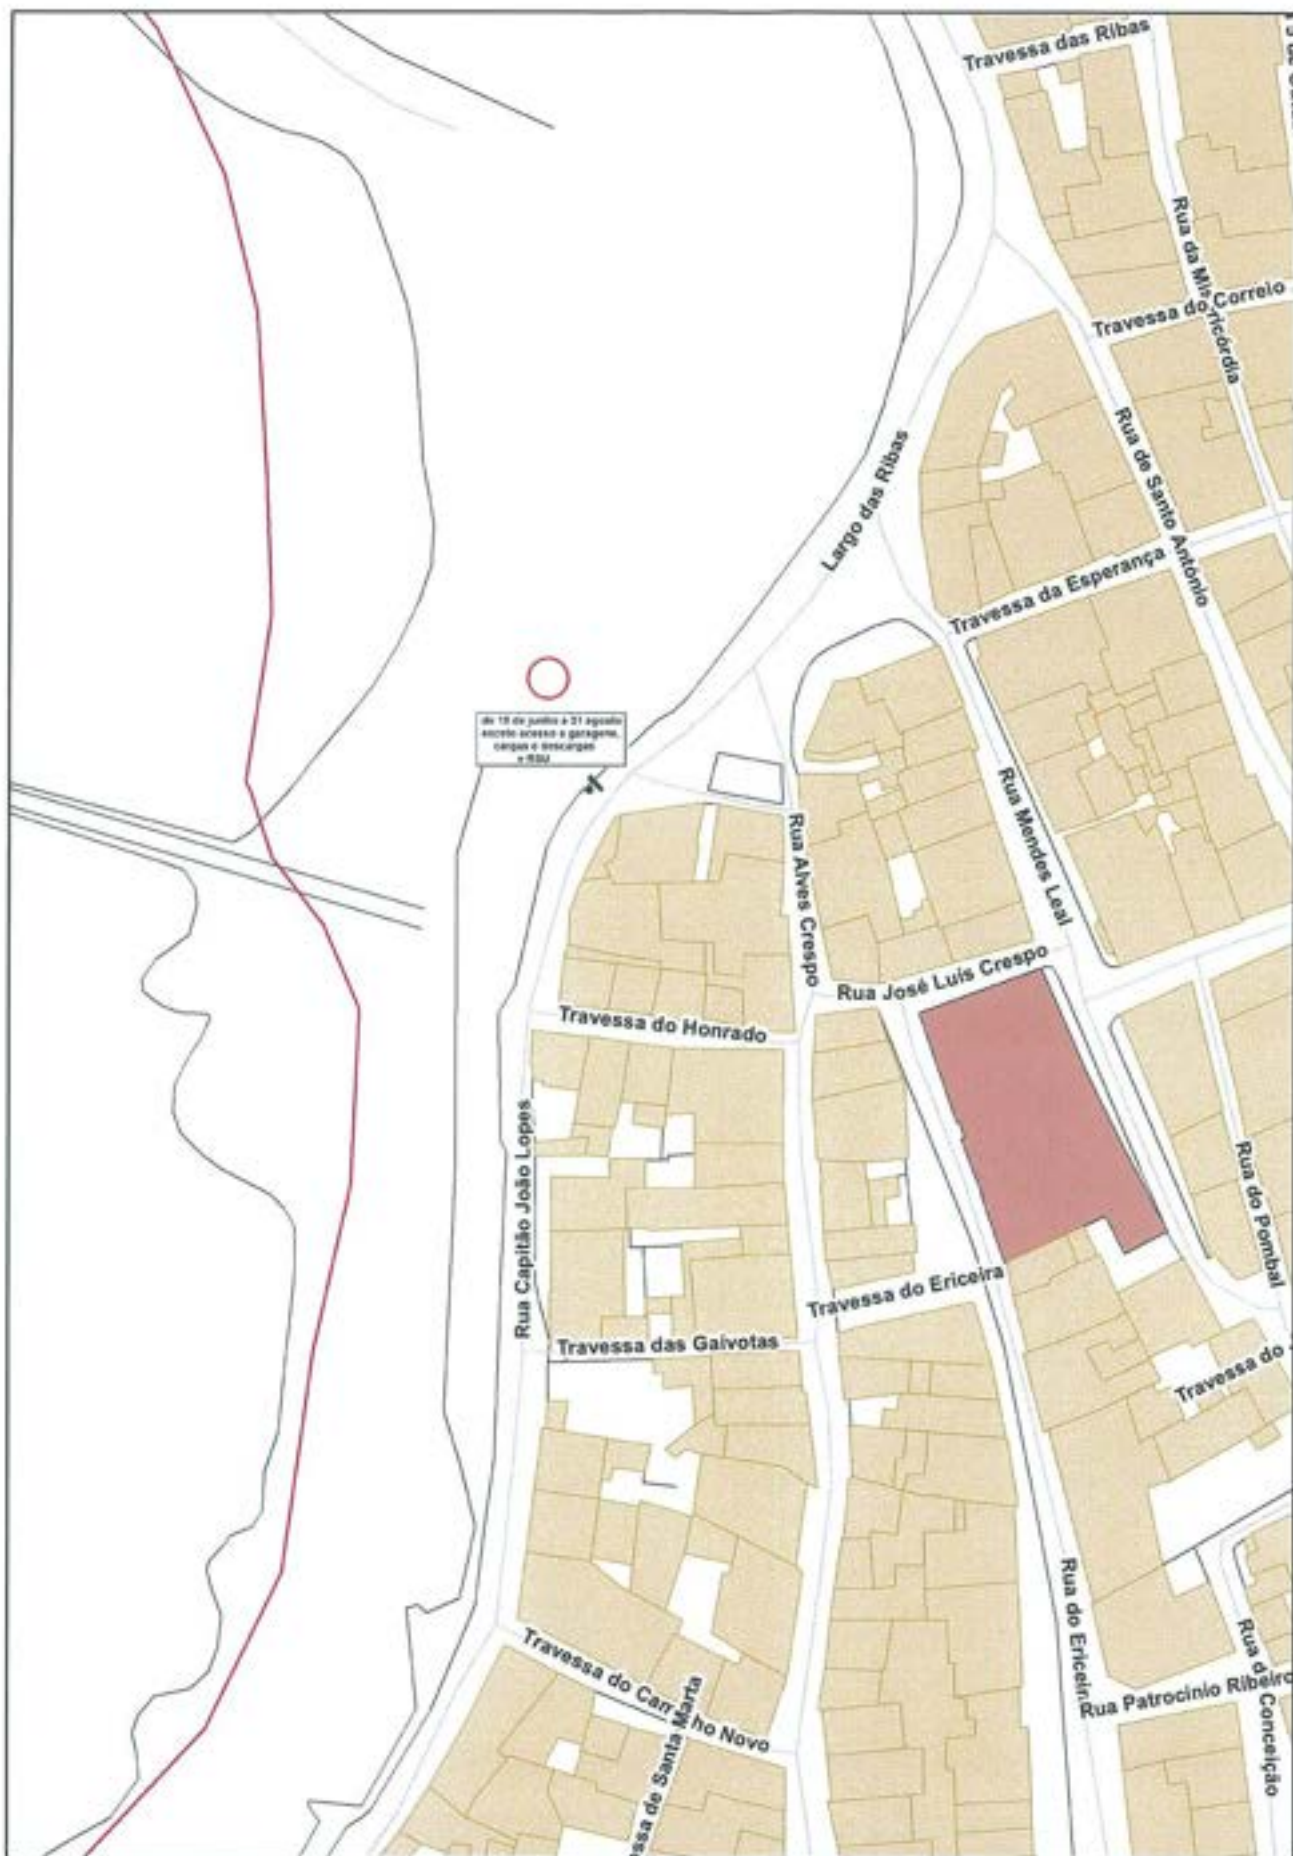 Travessa das Ribas
Rua da Misericórdia
Travessa do Correio
Rua de Santo António
Largo das Ribas
Travessa da Esperança
de 15 de junho a 31 agosto
exceto acesso a garagens,
cargas e descargas
e RSU
Rua Mendes Leal
Rua Alves Crespo
Rua José Luís Crespo
Travessa do Honrado
Rua Capitão João Lopes
Rua do Pombal
Travessa do Ericeira
Travessa das Gaivotas
Travessa do
Rua do Ericeira
Travessa do Caminho Novo
ssa de Santa Marta
Rua Patrocínio Ribeiro
Rua da Conceição